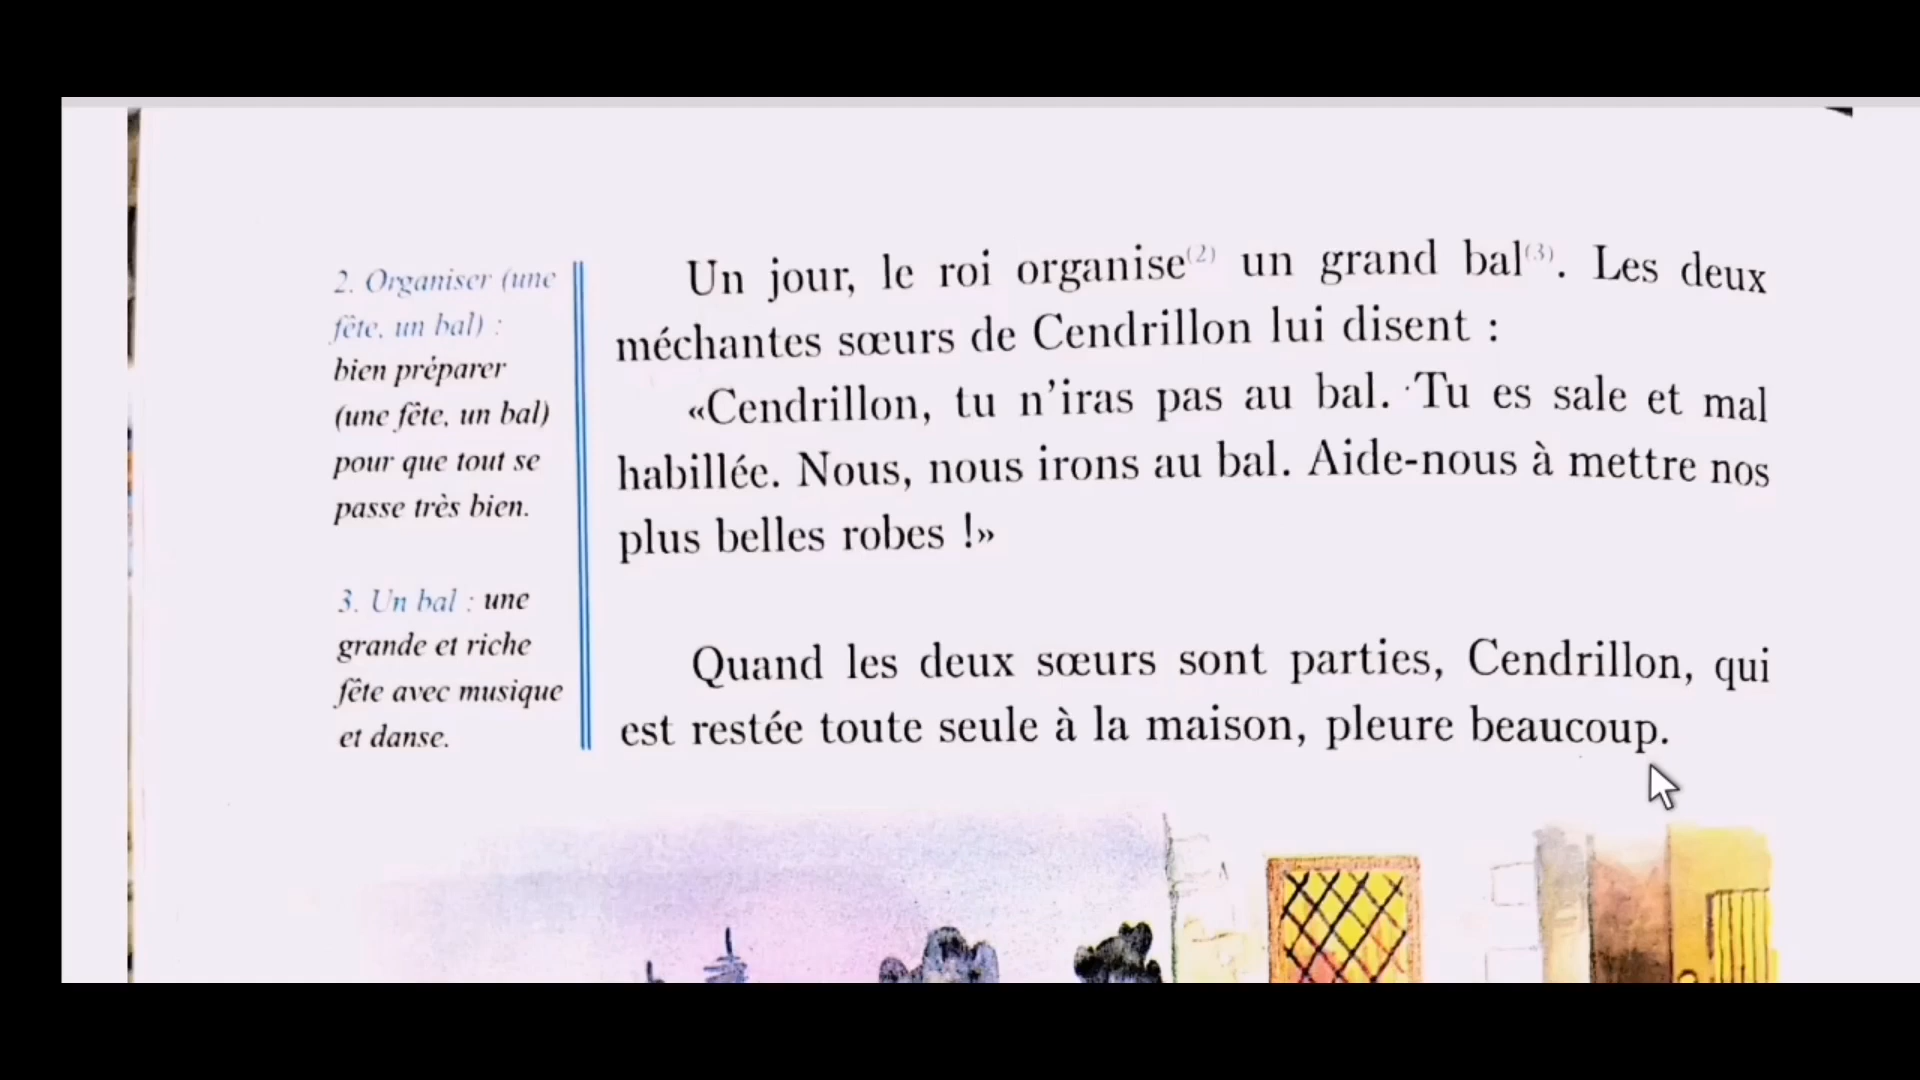 2. Organiser (une
fête, un bal) :
bien préparer
(une fête, un bal)
pour que tout se
passe très bien.
3. Un bal : une
grande et riche
fête avec musique
et danse.
Un jour, le roi organise(2) un grand bal(3). Les deux
méchantes sœurs de Cendrillon lui disent :
«Cendrillon, tu n'iras pas au bal. Tu es sale et mal
habillée. Nous, nous irons au bal. Aide-nous à mettre nos
plus belles robes !»
Quand les deux sœurs sont parties, Cendrillon, qui
est restée toute seule à la maison, pleure beaucoup.